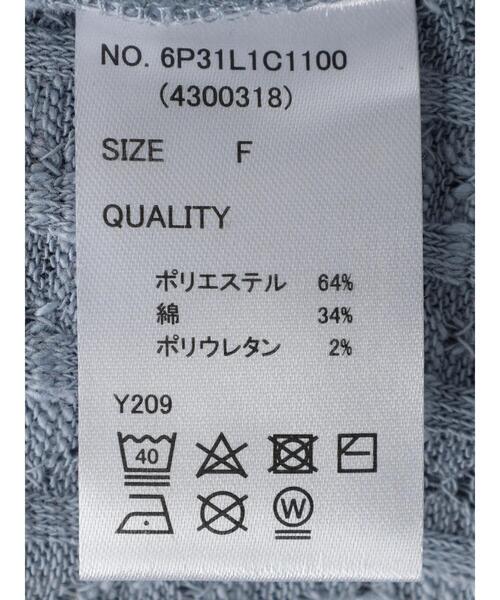 NO. 6P31L1C1100
(4300318)
SIZE F
QUALITY
ポリエステル 64%
綿 34%
ポリウレタン 2%
Y209
40
W